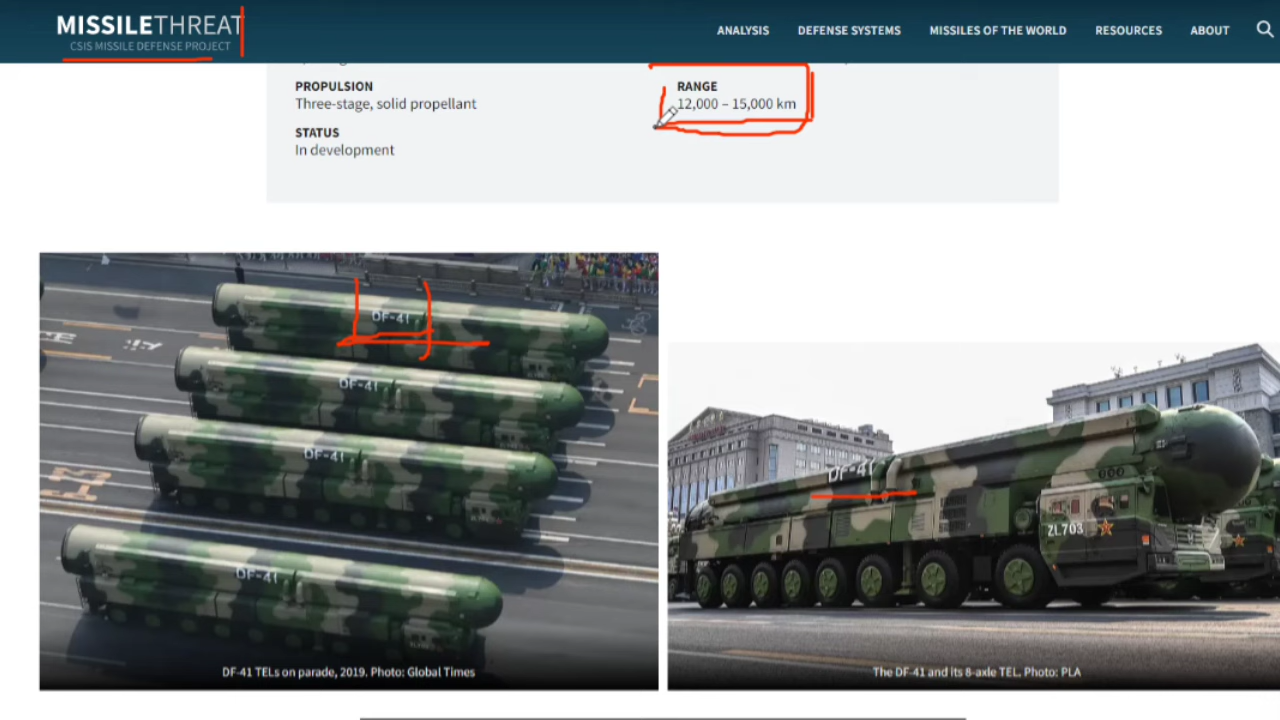 MISSILETHREAT
CSIS MISSILE DEFENSE PROJECT
ANALYSIS DEFENSE SYSTEMS MISSILES OF THE WORLD RESOURCES ABOUT
PROPULSION
Three-stage, solid propellant
RANGE
12,000 – 15,000 km
STATUS
In development
DF-41
DF-41
DF-41
DF-41
DF-41 TELs on parade, 2019. Photo: Global Times
DF-41
ZL703
The DF-41 and its 8-axle TEL. Photo: PLA